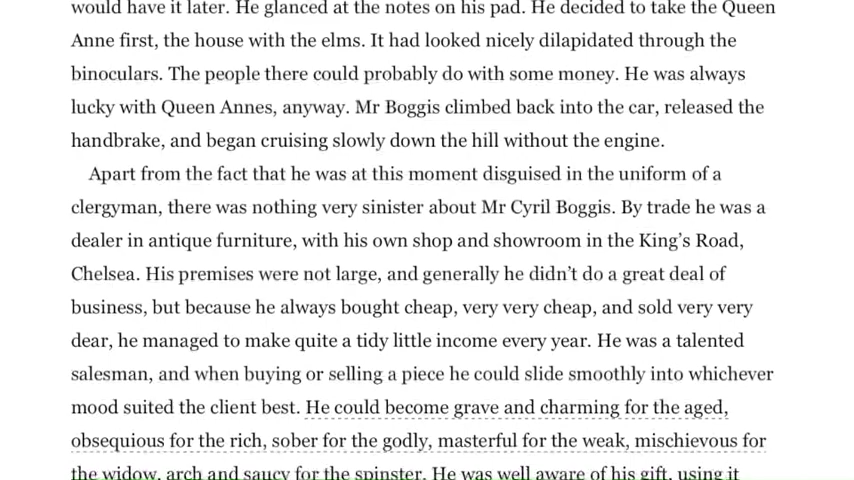 would have it later. He glanced at the notes on his pad. He decided to take the Queen
Anne first, the house with the elms. It had looked nicely dilapidated through the
binoculars. The people there could probably do with some money. He was always
lucky with Queen Annes, anyway. Mr Boggis climbed back into the car, released the
handbrake, and began cruising slowly down the hill without the engine.
Apart from the fact that he was at this moment disguised in the uniform of a
clergyman, there was nothing very sinister about Mr Cyril Boggis. By trade he was a
dealer in antique furniture, with his own shop and showroom in the King’s Road,
Chelsea. His premises were not large, and generally he didn’t do a great deal of
business, but because he always bought cheap, very very cheap, and sold very very
dear, he managed to make quite a tidy little income every year. He was a talented
salesman, and when buying or selling a piece he could slide smoothly into whichever
mood suited the client best. He could become grave and charming for the aged,
obsequious for the rich, sober for the godly, masterful for the weak, mischievous for
the widow, arch and saucy for the spinster. He was well aware of his gift, using it